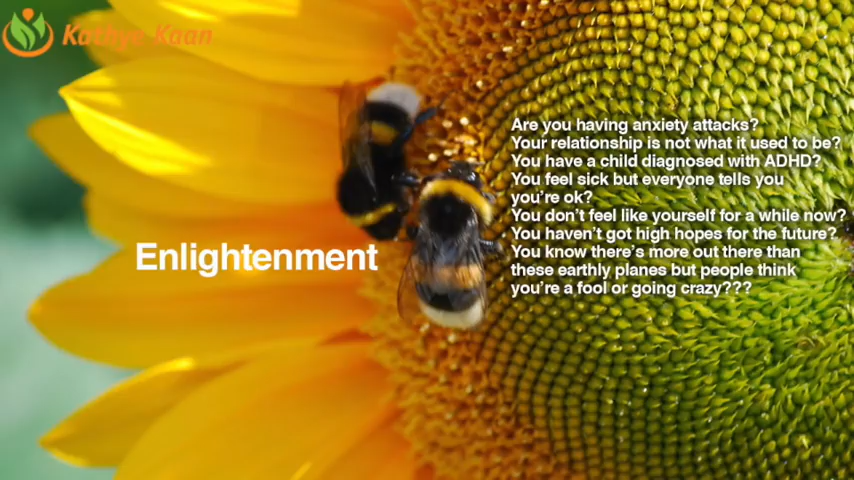 Kathye Kaan
Are you having anxiety attacks?
Your relationship is not what it used to be?
You have a child diagnosed with ADHD?
You feel sick but everyone tells you
you're ok?
You don't feel like yourself for a while now?
You haven't got high hopes for the future?
You know there's more out there than
these earthly planes but people think
you're a fool or going crazy???
Enlightenment